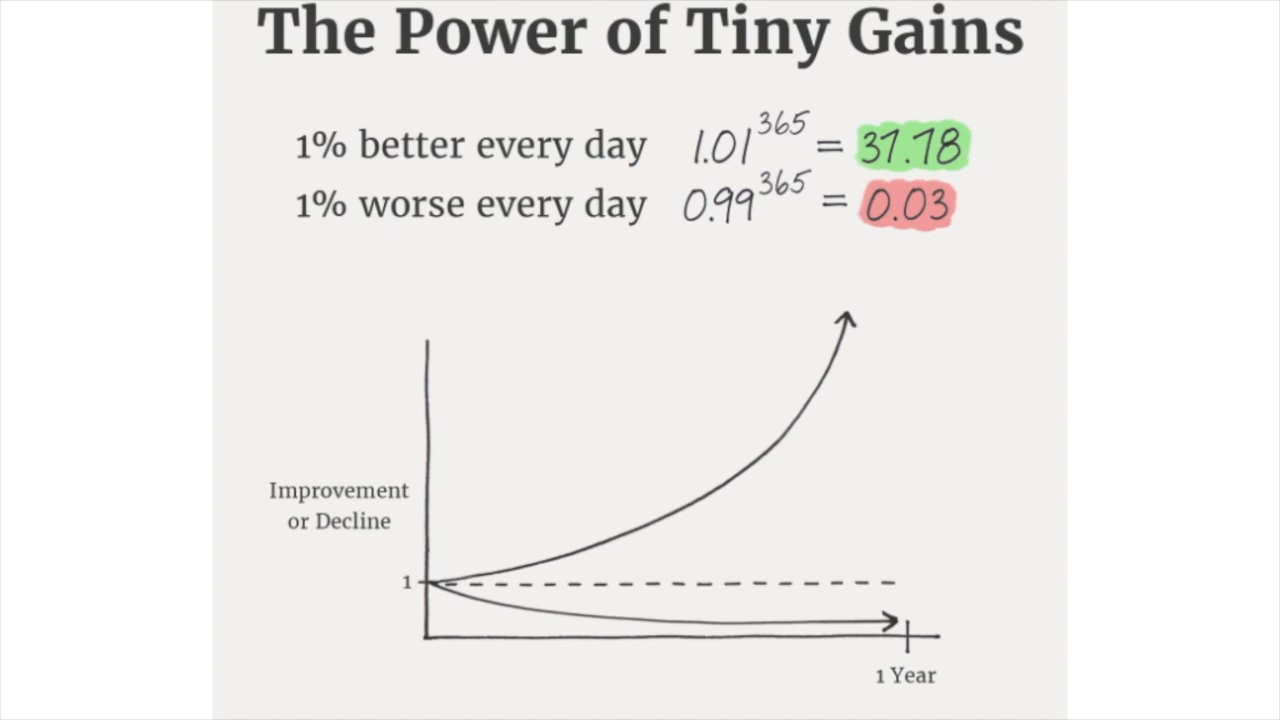 The Power of Tiny Gains
1% better every day 1.01^365 = 37.78
1% worse every day 0.99^365 = 0.03
Improvement
or Decline
1
1 Year